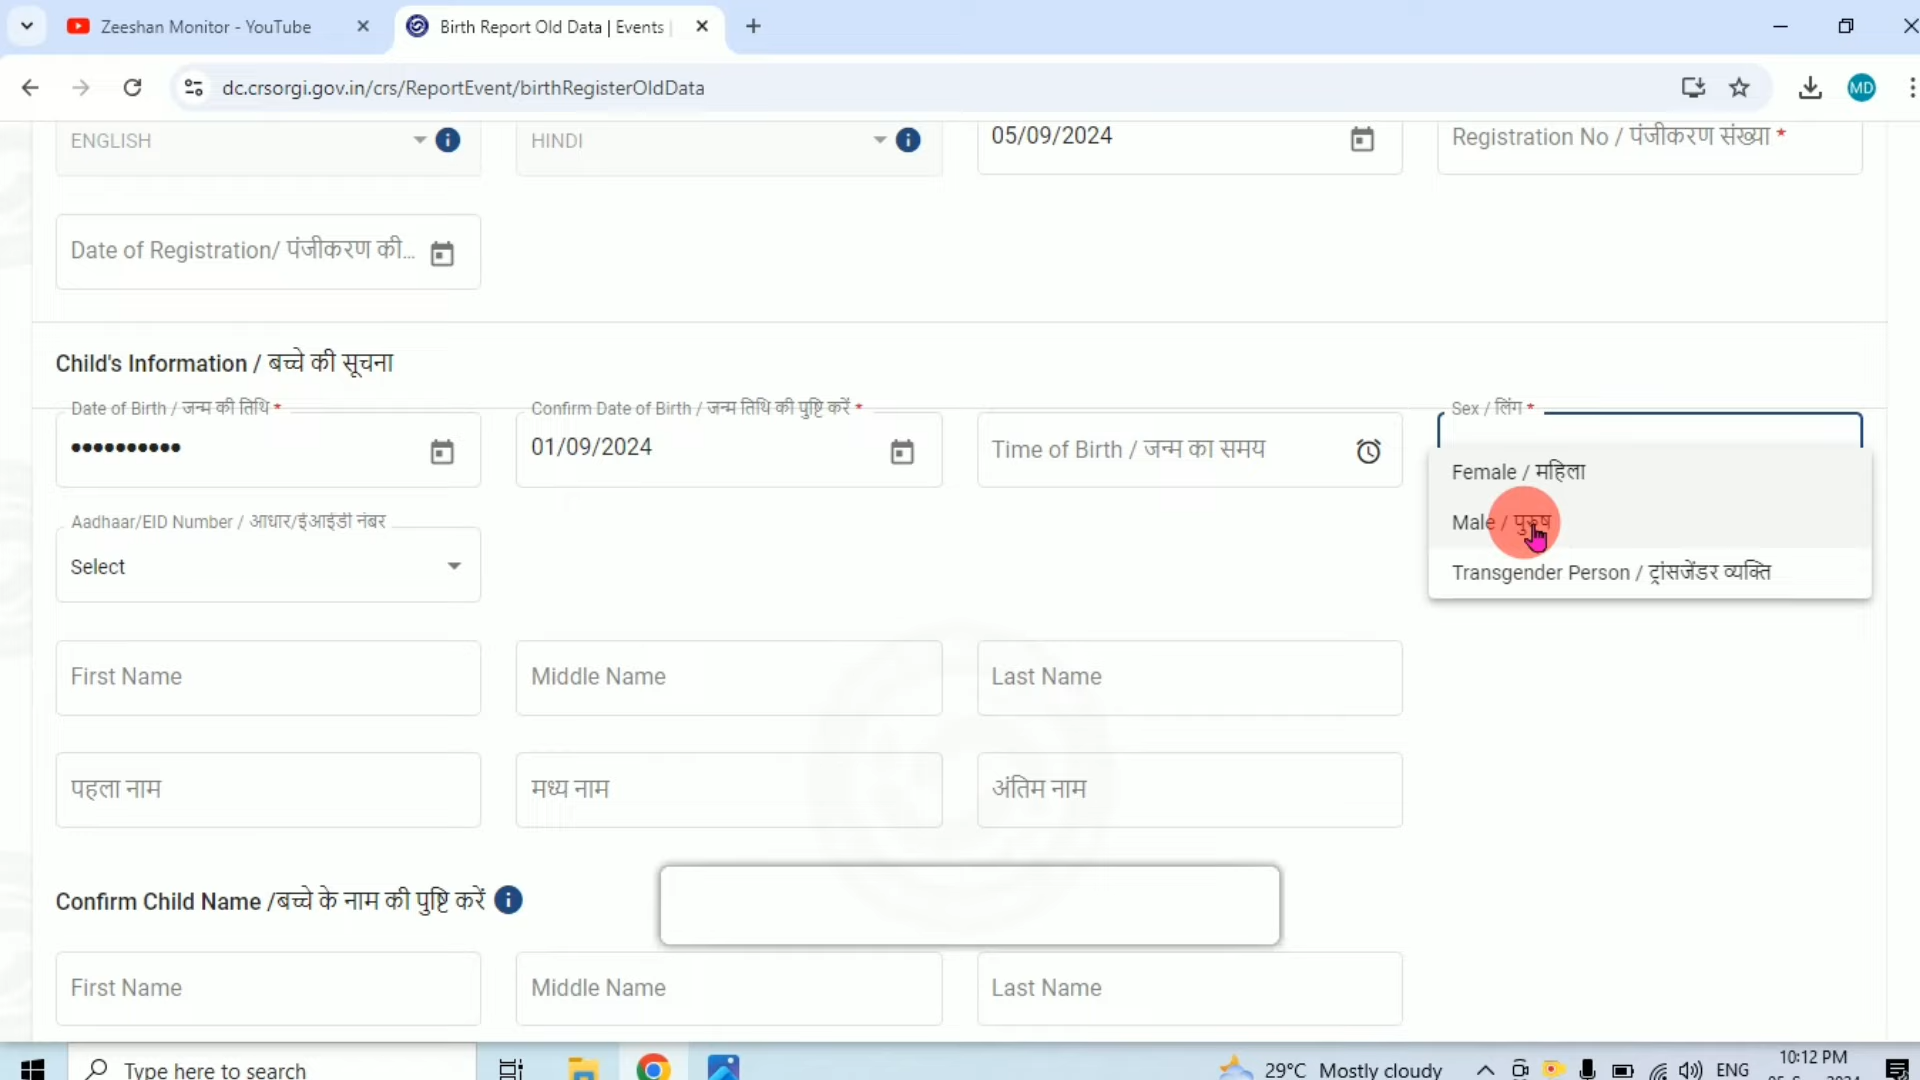 Zeeshan Monitor - YouTube
Birth Report Old Data | Events |
dc.crsorgi.gov.in/crs/ReportEvent/birthRegisterOldData
MD
ENGLISH
HINDI
05/09/2024
Registration No / पंजीकरण संख्या *
Date of Registration/ पंजीकरण की...
Child's Information / बच्चे की सूचना
Date of Birth / जन्म की तिथि *
Confirm Date of Birth / जन्म तिथि की पुष्टि करें *
Sex / लिंग *
••••••••••
01/09/2024
Time of Birth / जन्म का समय
Female / महिला
Male / पुरुष
Transgender Person / ट्रांसजेंडर व्यक्ति
Aadhaar/EID Number / आधार/ईआईडी नंबर
Select
First Name
Middle Name
Last Name
पहला नाम
मध्य नाम
अंतिम नाम
Confirm Child Name /बच्चे के नाम की पुष्टि करें
First Name
Middle Name
Last Name
Type here to search
29°C Mostly cloudy
ENG
10:12 PM